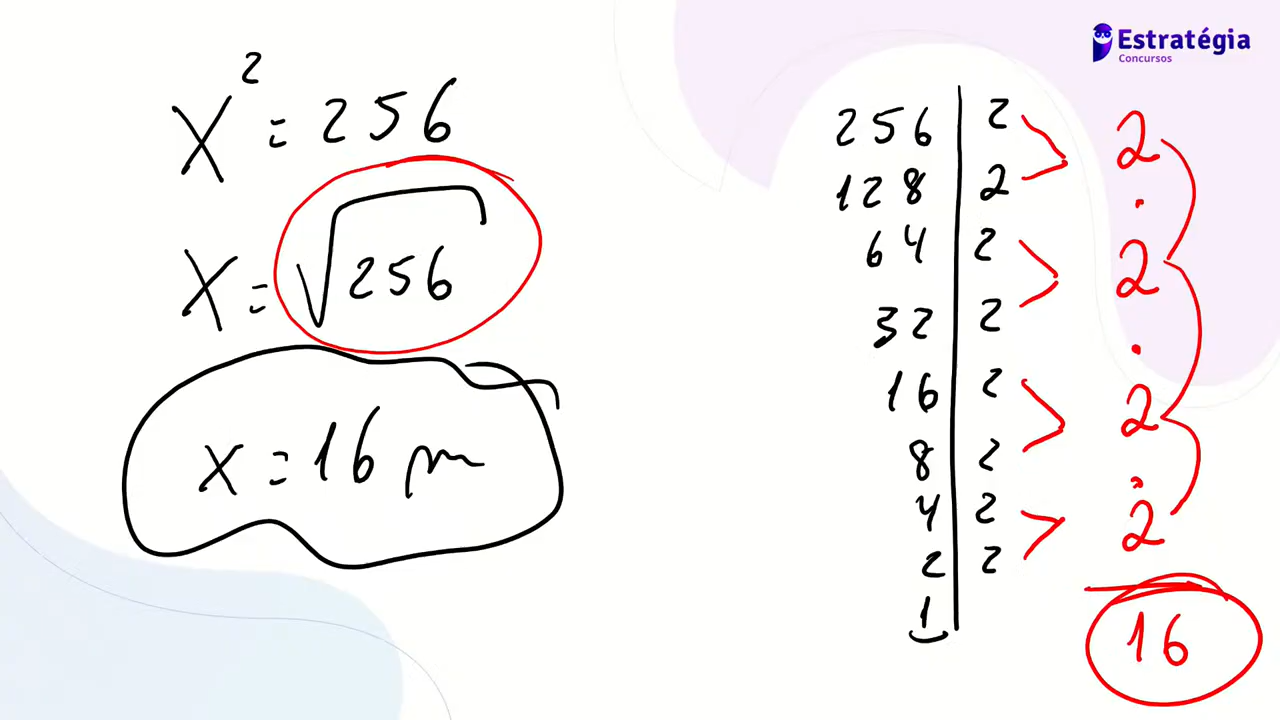 Estratégia
Concursos
x² = 256
x = √256
x = 16 m
256 | 2
128 | 2
64 | 2
32 | 2
16 | 2
8 | 2
4 | 2
2 | 2
1
2
.
2
.
2
.
2
16